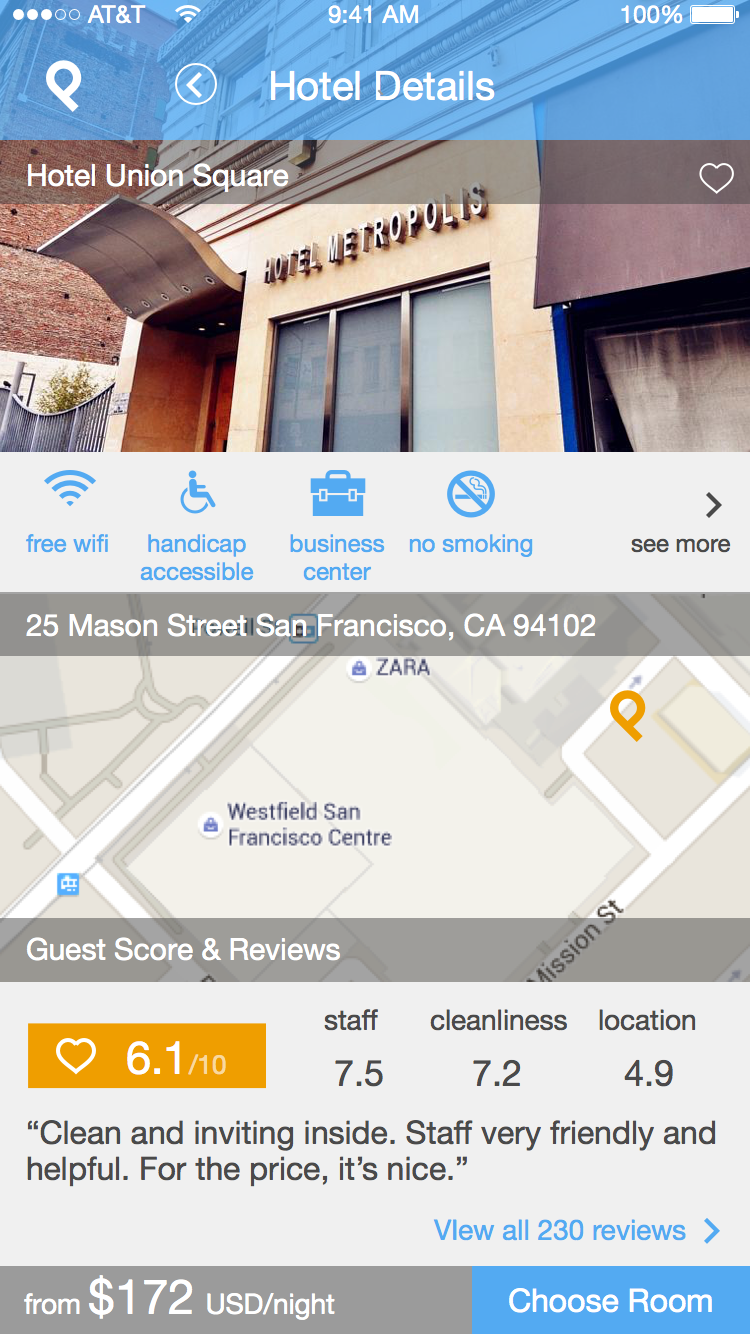 AT&T 9:41 AM 100%
Hotel Details
Hotel Union Square
HOTEL METROPOLIS
free wifi
handicap
accessible
business
center
no smoking
see more
25 Mason Street San Francisco, CA 94102
ZARA
Westfield San
Francisco Centre
Mission St
Guest Score & Reviews
staff cleanliness location
6.1/10
7.5 7.2 4.9
“Clean and inviting inside. Staff very friendly and
helpful. For the price, it’s nice.”
VIew all 230 reviews
from $172 USD/night
Choose Room